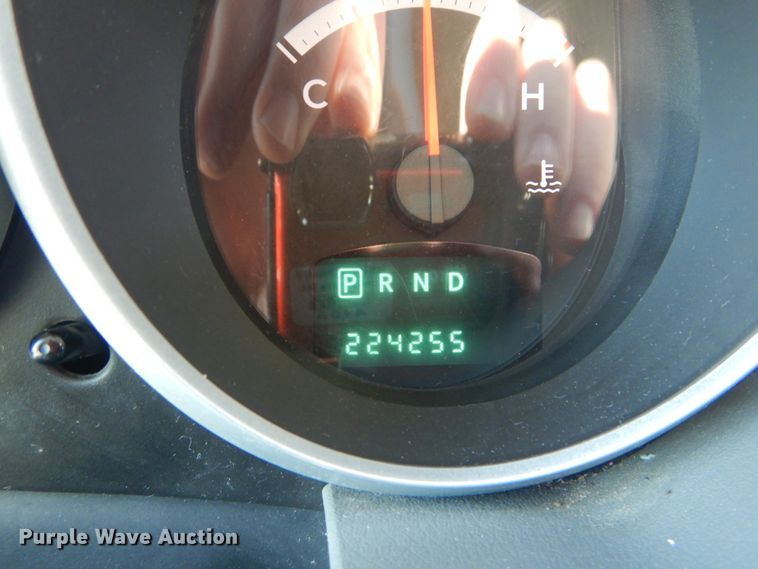 C H
P R N D
224255
Purple Wave Auction